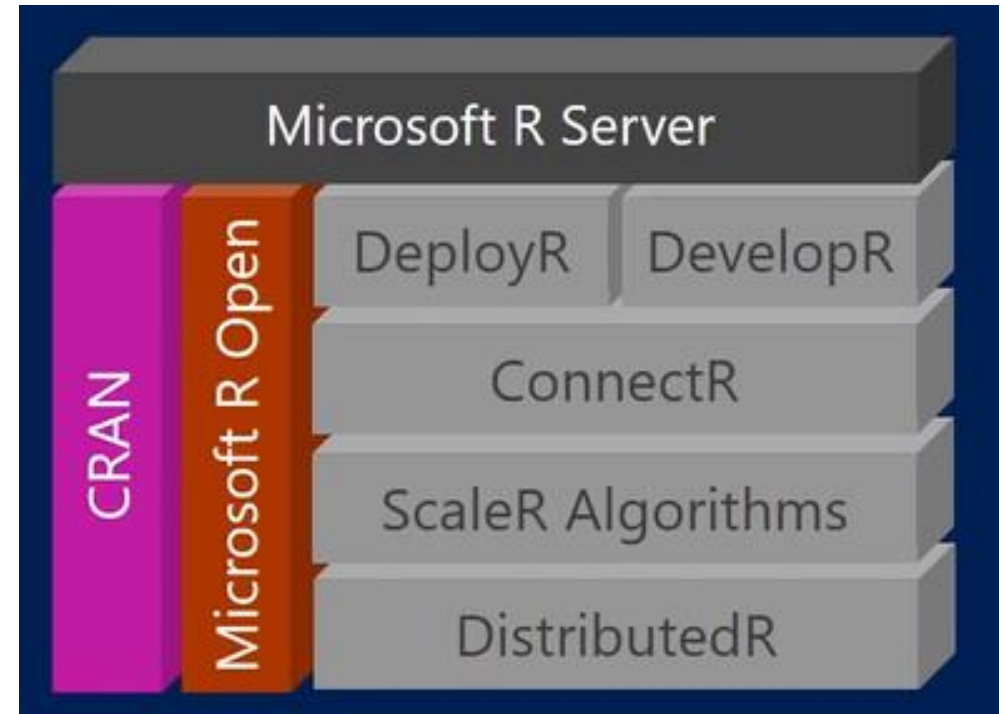 Microsoft R Server
CRAN
Microsoft R Open
DeployR
DevelopR
ConnectR
ScaleR Algorithms
DistributedR